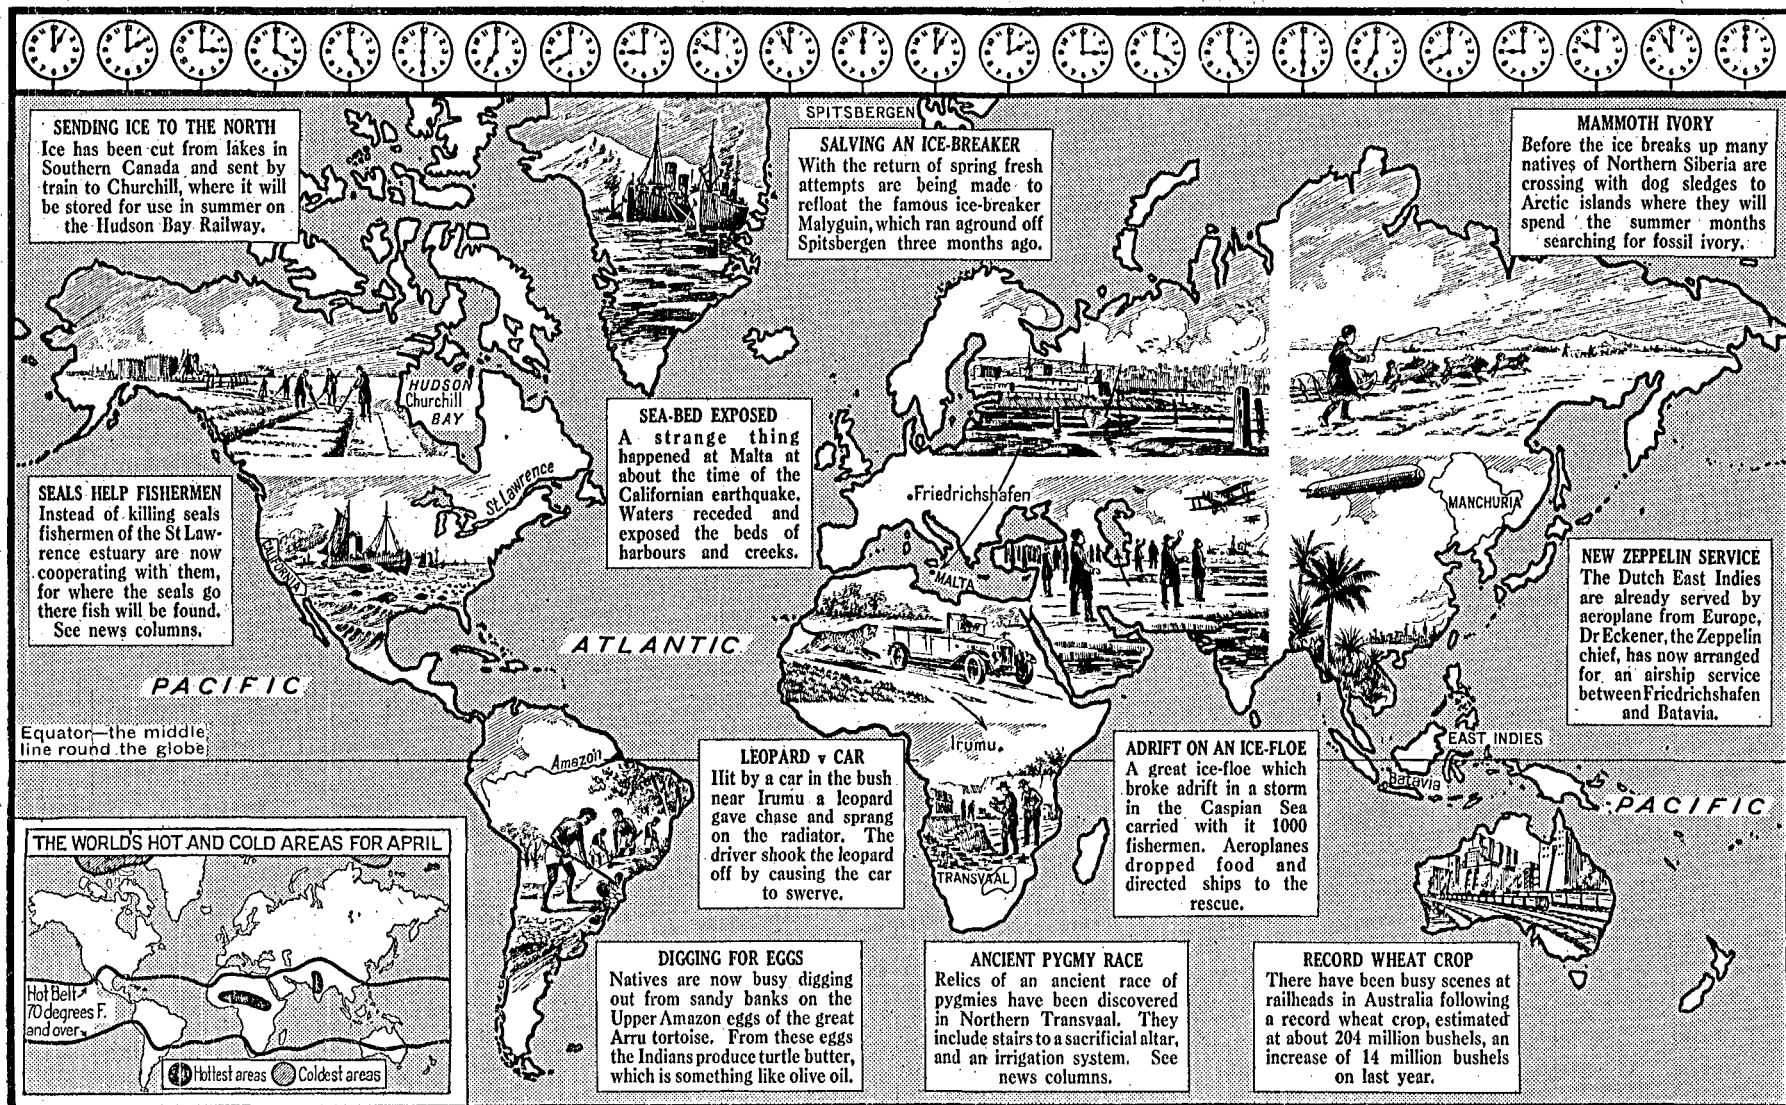 SENDING ICE TO THE NORTH
Ice has been cut from lakes in
Southern Canada and sent by
train to Churchill, where it will
be stored for use in summer on
the Hudson Bay Railway.
SPITSBERGEN
SALVING AN ICE-BREAKER
With the return of spring fresh
attempts are being made to
refloat the famous ice-breaker
Malyguin, which ran aground off
Spitsbergen three months ago.
MAMMOTH IVORY
Before the ice breaks up many
natives of Northern Siberia are
crossing with dog sledges to
Arctic islands where they will
spend the summer months
searching for fossil ivory.
HUDSON
Churchill
BAY
SEA-BED EXPOSED
A strange thing
happened at Malta at
about the time of the
Californian earthquake.
Waters receded and
exposed the beds of
harbours and creeks.
SEALS HELP FISHERMEN
Instead of killing seals
fishermen of the St Law-
rence estuary are now
cooperating with them,
for where the seals go
there fish will be found.
See news columns.
St. Lawrence
CALIFORNIA
Friedrichshafen
MALTA
MANCHURIA
NEW ZEPPELIN SERVICE
The Dutch East Indies
are already served by
aeroplane from Europe,
Dr Eckener, the Zeppelin
chief, has now arranged
for an airship service
between Friedrichshafen
and Batavia.
ATLANTIC
PACIFIC
Equator—the middle
line round the globe
Amazon
LEOPARD v CAR
Hit by a car in the bush
near Irumu a leopard
gave chase and sprang
on the radiator. The
driver shook the leopard
off by causing the car
to swerve.
Irumu
TRANSVAAL
ADRIFT ON AN ICE-FLOE
A great ice-floe which
broke adrift in a storm
in the Caspian Sea
carried with it 1000
fishermen. Aeroplanes
dropped food and
directed ships to the
rescue.
EAST INDIES
Batavia
PACIFIC
THE WORLD'S HOT AND COLD AREAS FOR APRIL
Hot Belt
70 degrees F.
and over
Hottest areas Coldest areas
DIGGING FOR EGGS
Natives are now busy digging
out from sandy banks on the
Upper Amazon eggs of the great
Arru tortoise. From these eggs
the Indians produce turtle butter,
which is something like olive oil.
ANCIENT PYGMY RACE
Relics of an ancient race of
pygmies have been discovered
in Northern Transvaal. They
include stairs to a sacrificial altar,
and an irrigation system. See
news columns.
RECORD WHEAT CROP
There have been busy scenes at
railheads in Australia following
a record wheat crop, estimated
at about 204 million bushels, an
increase of 14 million bushels
on last year.